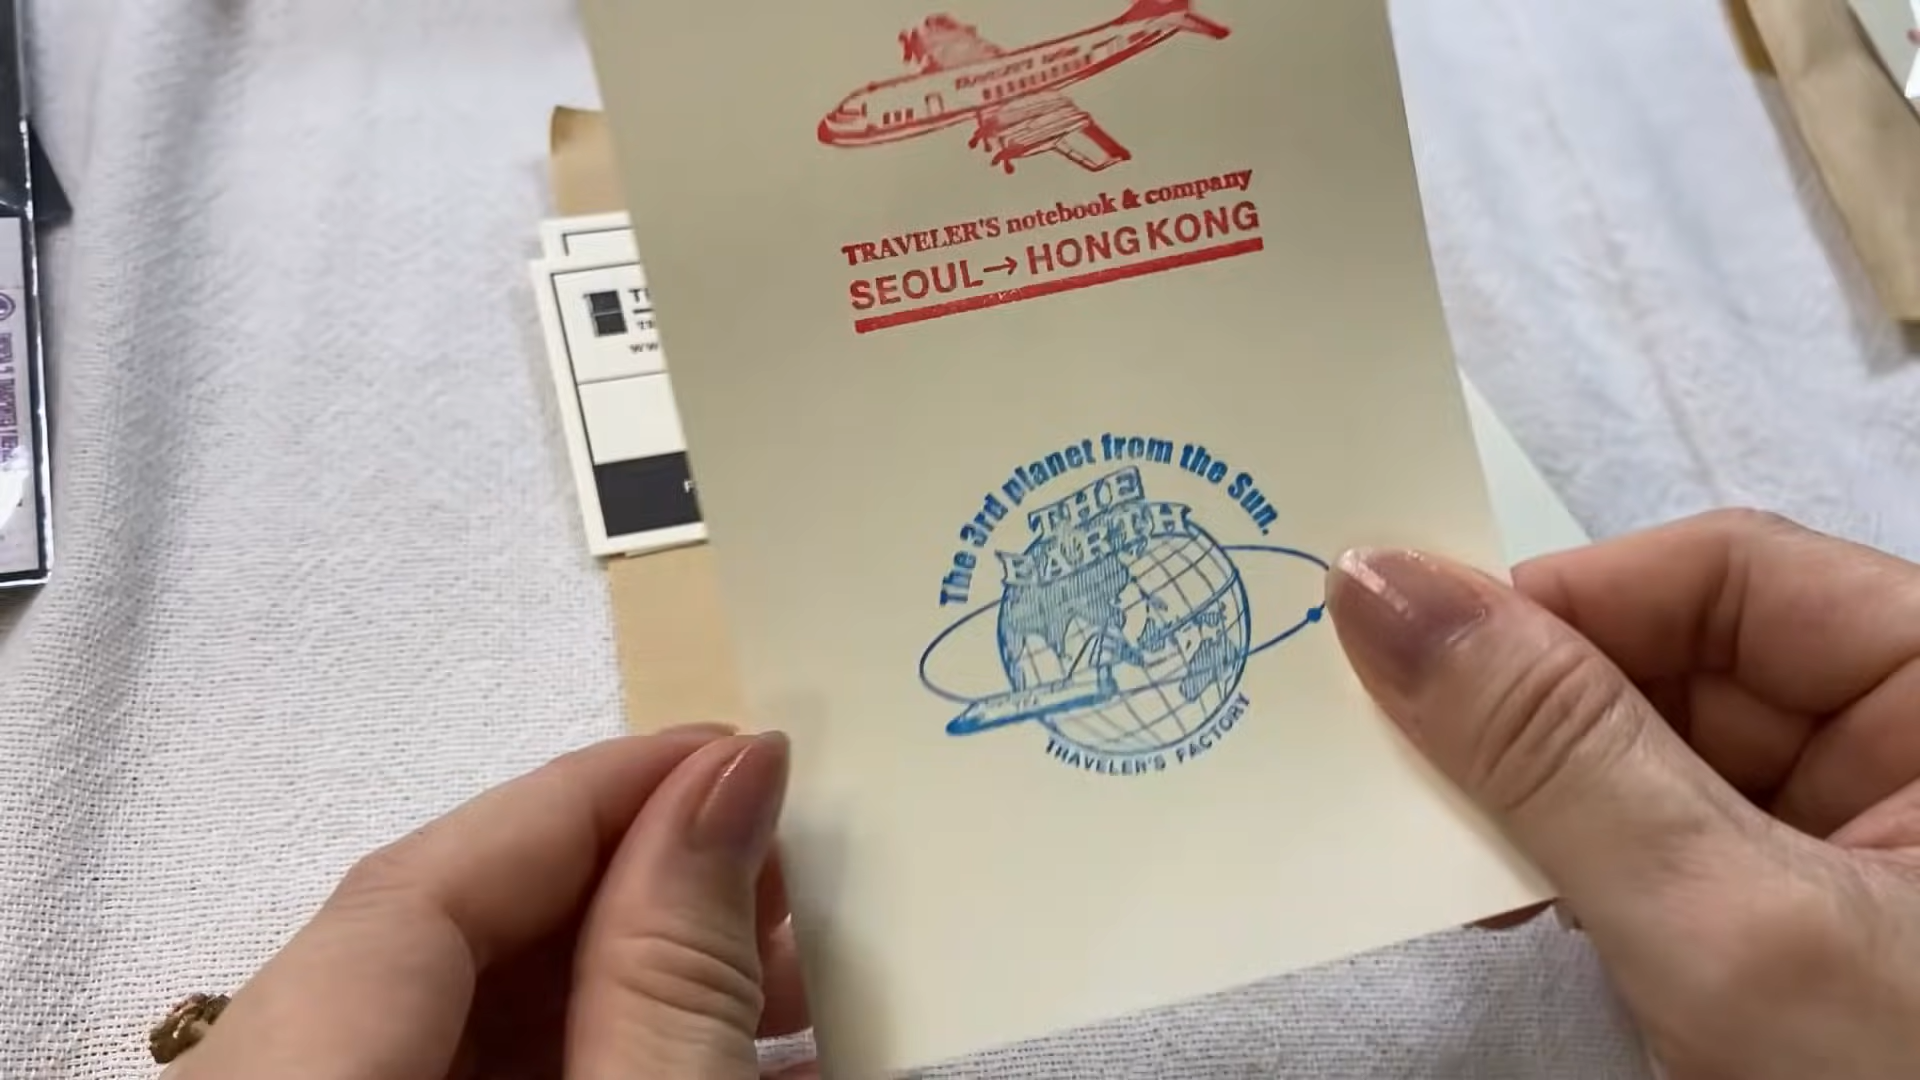 TRAVELER'S notebook & company
SEOUL→HONG KONG
The 3rd planet from the Sun.
THE
EARTH
TRAVELER'S FACTORY